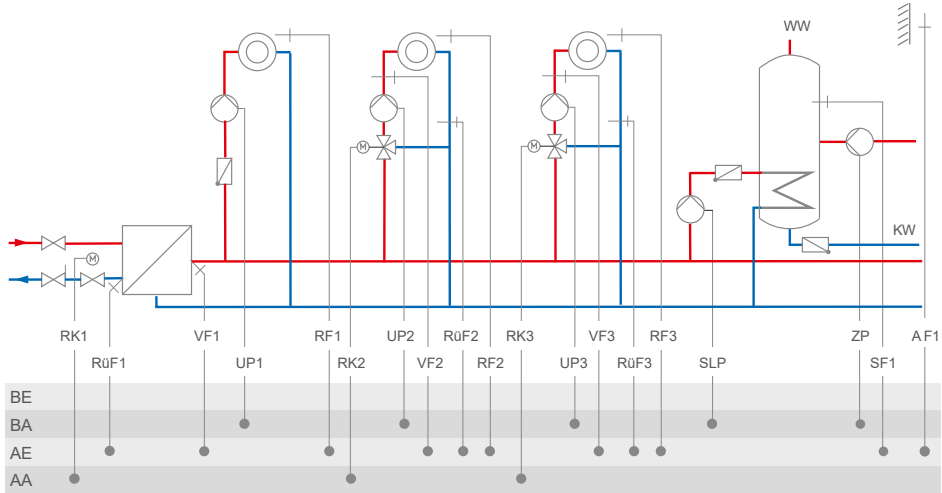 WW
M
M
KW
M
RK1 VF1 RF1 UP2 RüF2 RK3 VF3 RF3 ZP A F1
RüF1 UP1 RK2 VF2 RF2 UP3 RüF3 SLP SF1
BE
BA
AE
AA